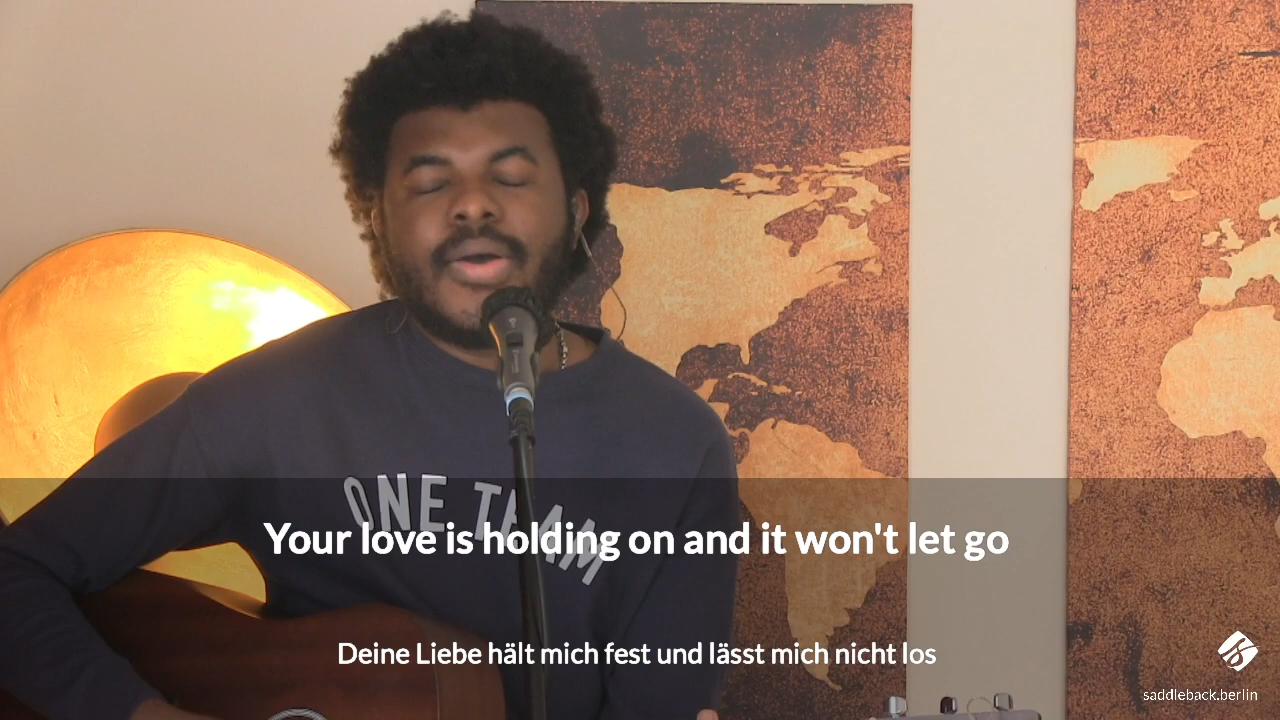 ONE TEAM
Your love is holding on and it won't let go
Deine Liebe hält mich fest und lässt mich nicht los
saddleback.berlin